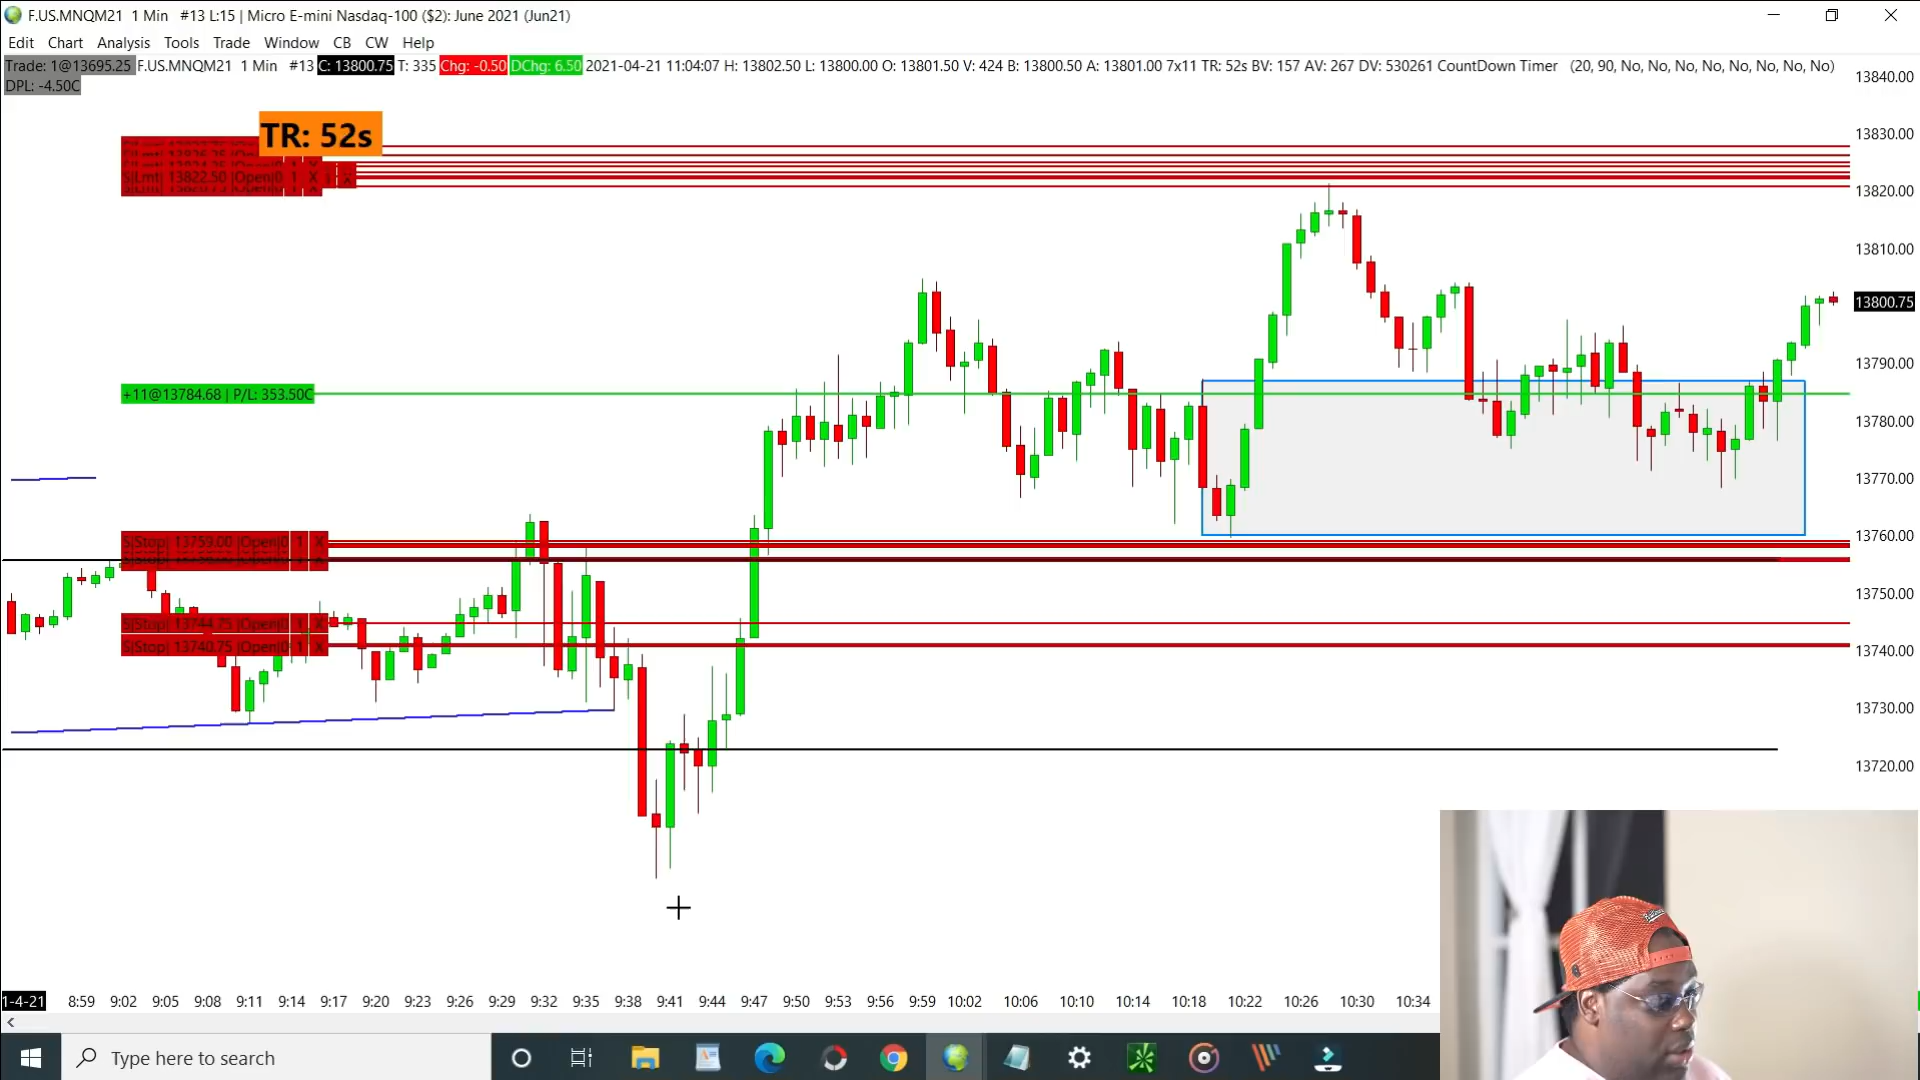 F.US.MNQM21 1 Min #13 L:15 | Micro E-mini Nasdaq-100 ($2): June 2021 (Jun21)
Edit Chart Analysis Tools Trade Window CB CW Help
Trade: 1@13695.25 F.US.MNQM21 1 Min #13 C: 13800.75 T: 335 Chg: -0.50 DChg: 6.50 2021-04-21 11:04:07 H: 13802.50 L: 13800.00 O: 13801.50 V: 424 B: 13800.50 A: 13801.00 7x11 TR: 52s BV: 157 AV: 267 DV: 530261 CountDown Timer (20, 90, No, No, No, No, No, No, No, No)
DPL: -4.50C
13840.00
TR: 52s
13830.00
S|Lmt| 13822.50 |Open|0 1 X
13820.00
13810.00
13800.75
13790.00
+11@13784.68 | P/L: 353.50C
13780.00
13770.00
13760.00
S|Stop| 13759.00 |Open|0 1 X
13750.00
S|Stop| 13744.75 |Open|0 1 X
S|Stop| 13740.75 |Open|0 1 X
13740.00
13730.00
13720.00
1-4-21 8:59 9:02 9:05 9:08 9:11 9:14 9:17 9:20 9:23 9:26 9:29 9:32 9:35 9:38 9:41 9:44 9:47 9:50 9:53 9:56 9:59 10:02 10:06 10:10 10:14 10:18 10:22 10:26 10:30 10:34
Type here to search